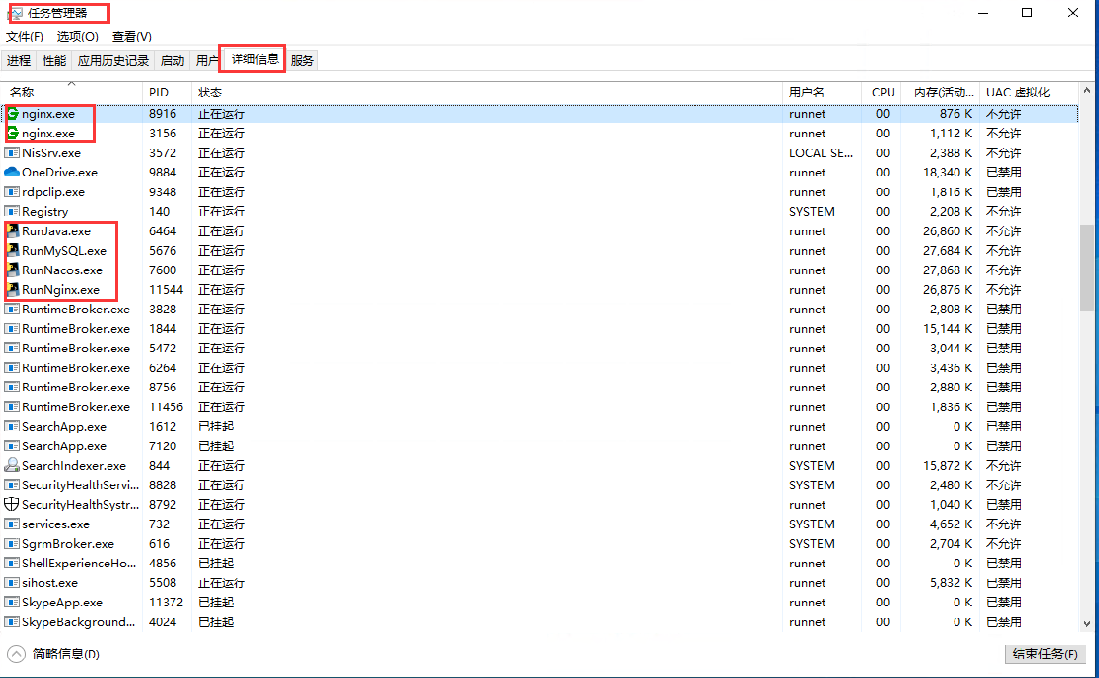 任务管理器
文件(F) 选项(O) 查看(V)
进程 性能 应用历史记录 启动 用户 详细信息 服务
名称 PID 状态 用户名 CPU 内存(活动... UAC 虚拟化
nginx.exe 8916 正在运行 runnet 00 876 K 不允许
nginx.exe 3156 正在运行 runnet 00 1,112 K 不允许
NisSrv.exe 3572 正在运行 LOCAL SE... 00 2,388 K 不允许
OneDrive.exe 9884 正在运行 runnet 00 18,340 K 已禁用
rdpclip.exe 9348 正在运行 runnet 00 1,816 K 已禁用
Registry 140 正在运行 SYSTEM 00 2,208 K 不允许
RunJava.exe 6464 正在运行 runnet 00 26,860 K 不允许
RunMySQL.exe 5676 正在运行 runnet 00 27,684 K 不允许
RunNacos.exe 7600 正在运行 runnet 00 27,868 K 不允许
RunNginx.exe 11544 正在运行 runnet 00 26,876 K 不允许
RuntimeBroker.exe 3828 正在运行 runnet 00 2,808 K 已禁用
RuntimeBroker.exe 1844 正在运行 runnet 00 15,144 K 已禁用
RuntimeBroker.exe 5472 正在运行 runnet 00 3,044 K 已禁用
RuntimeBroker.exe 6264 正在运行 runnet 00 3,436 K 已禁用
RuntimeBroker.exe 8756 正在运行 runnet 00 2,880 K 已禁用
RuntimeBroker.exe 11456 正在运行 runnet 00 1,836 K 已禁用
SearchApp.exe 1612 已挂起 runnet 00 0 K 已禁用
SearchApp.exe 7120 已挂起 runnet 00 0 K 已禁用
SearchIndexer.exe 844 正在运行 SYSTEM 00 15,872 K 不允许
SecurityHealthServi... 8828 正在运行 SYSTEM 00 2,480 K 不允许
SecurityHealthSystr... 8792 正在运行 runnet 00 1,040 K 已禁用
services.exe 732 正在运行 SYSTEM 00 4,652 K 不允许
SgrmBroker.exe 616 正在运行 SYSTEM 00 2,704 K 不允许
ShellExperienceHo... 4856 已挂起 runnet 00 0 K 已禁用
sihost.exe 5508 正在运行 runnet 00 5,832 K 已禁用
SkypeApp.exe 11372 已挂起 runnet 00 0 K 已禁用
SkypeBackground... 4024 已挂起 runnet 00 0 K 已禁用
简略信息(D) 结束任务(E)